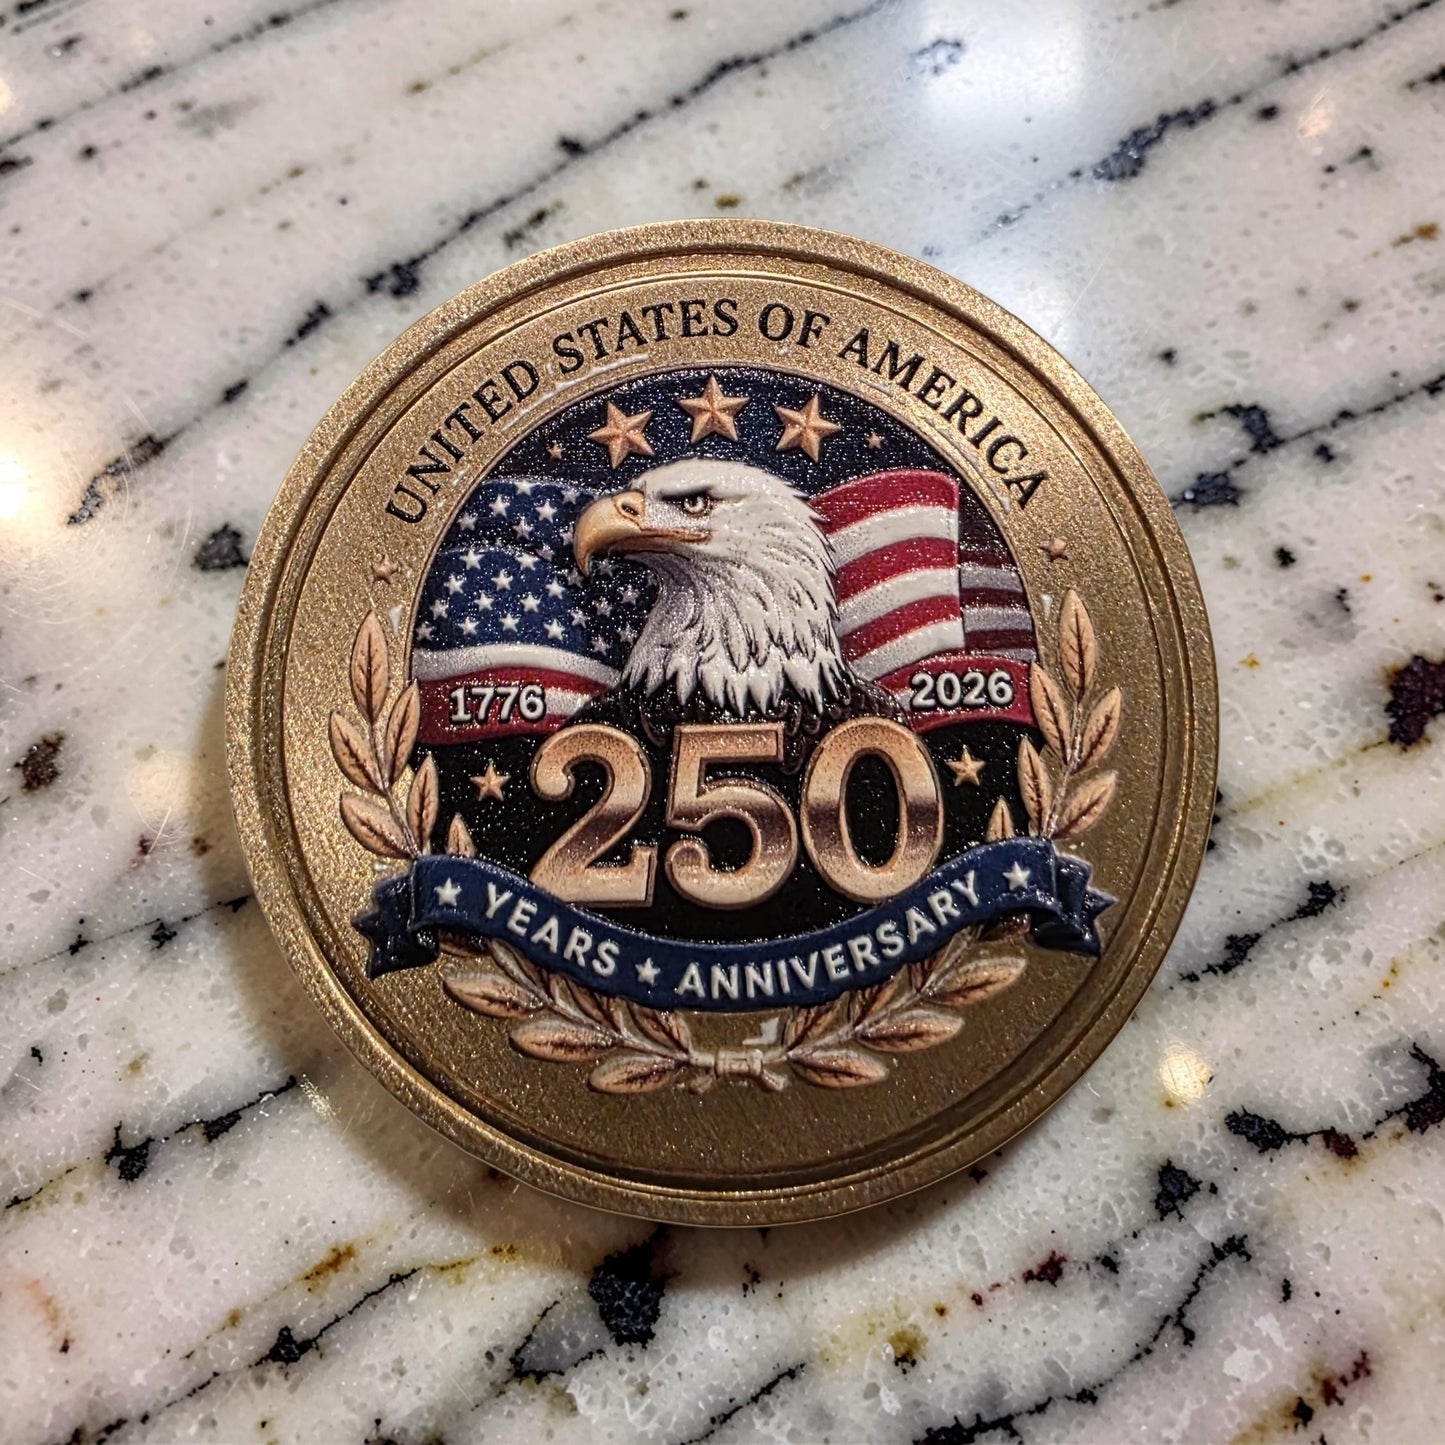 UNITED STATES OF AMERICA
1776
2026
250
YEARS ★ ANNIVERSARY